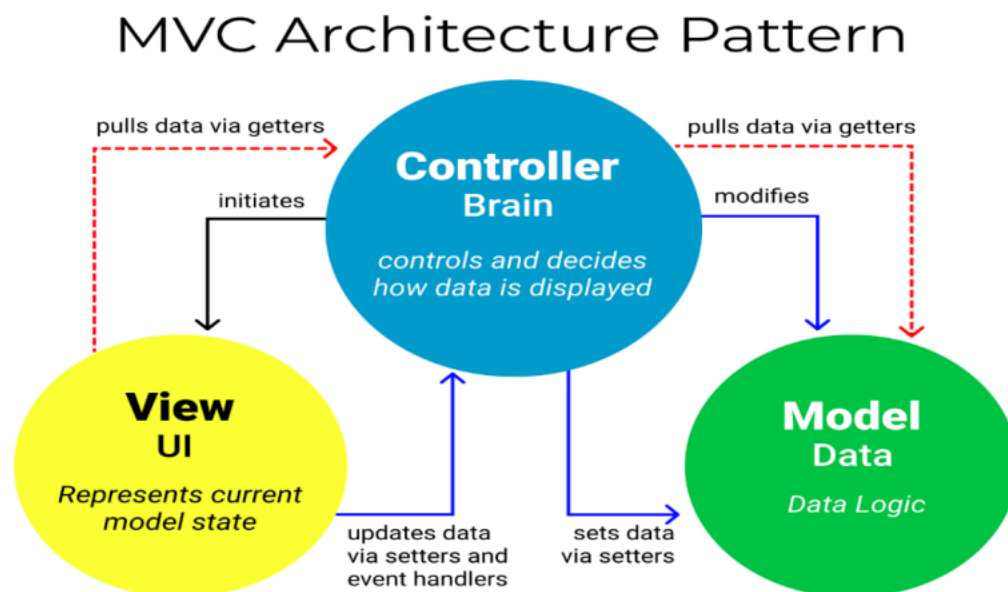 MVC Architecture Pattern
pulls data via getters
pulls data via getters
Controller
Brain
controls and decides
how data is displayed
initiates
modifies
View
UI
Represents current
model state
Model
Data
Data Logic
updates data
via setters and
event handlers
sets data
via setters